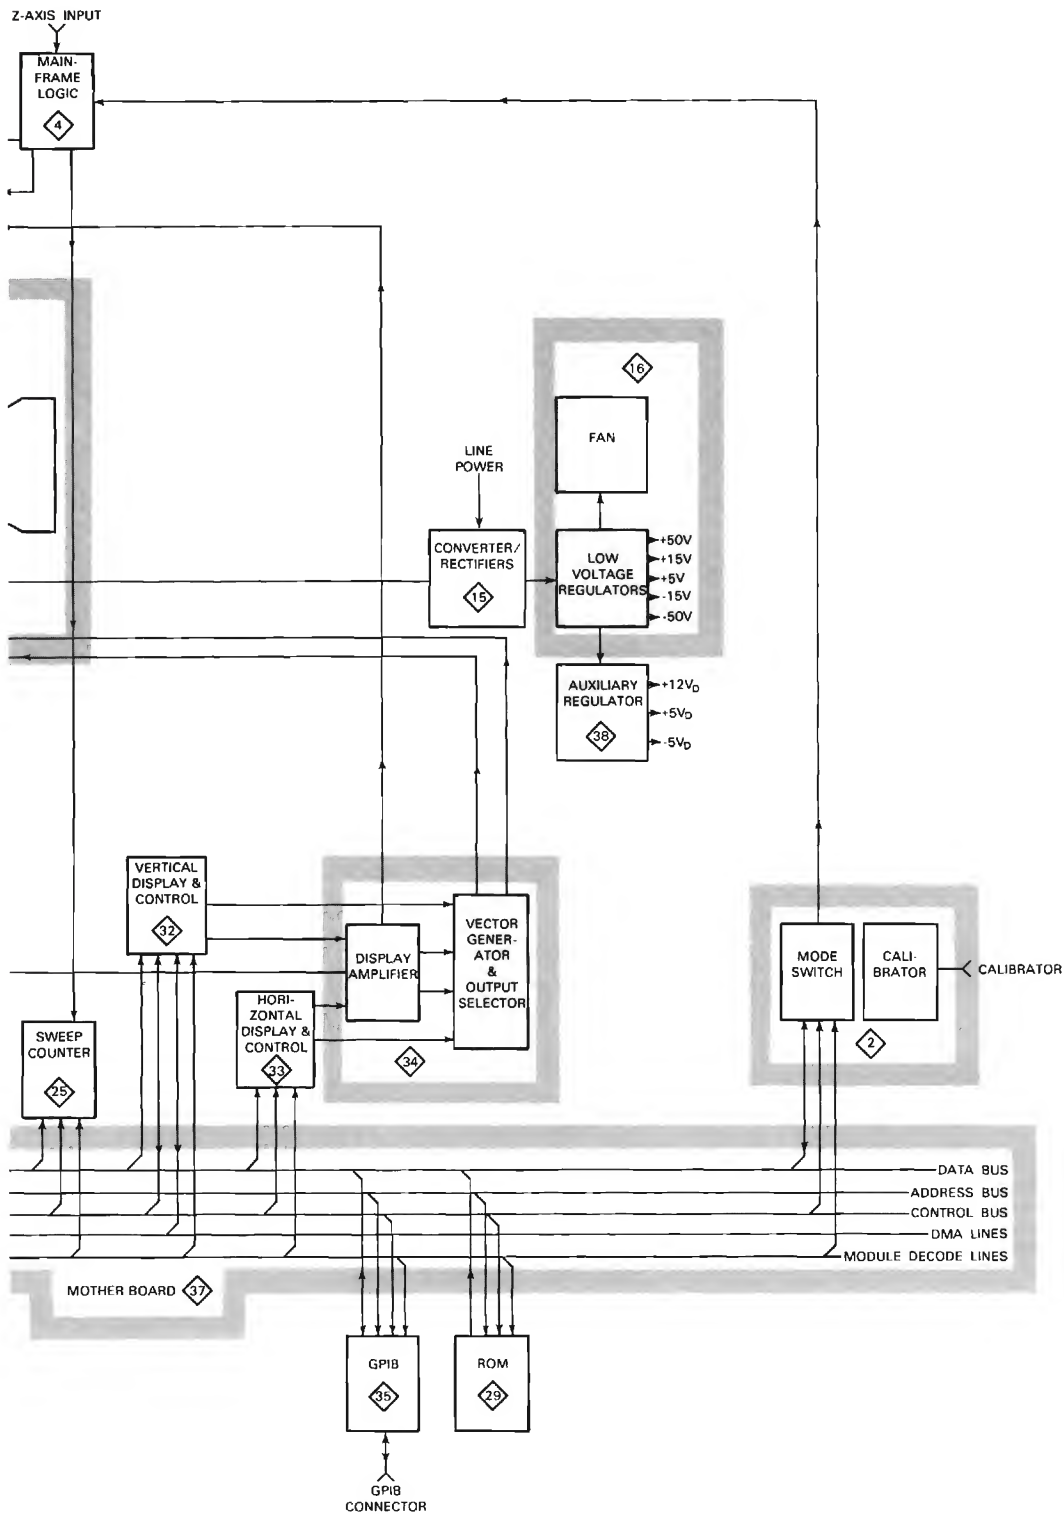 Z-AXIS INPUT
MAIN-
FRAME
LOGIC
4
16
FAN
LINE
POWER
CONVERTER/
RECTIFIERS
15
LOW
VOLTAGE
REGULATORS
+50V
+15V
+5V
-15V
-50V
AUXILIARY
REGULATOR
38
+12VD
+5VD
-5VD
VERTICAL
DISPLAY &
CONTROL
32
DISPLAY
AMPLIFIER
VECTOR
GENER-
ATOR
&
OUTPUT
SELECTOR
34
HORI-
ZONTAL
DISPLAY &
CONTROL
33
SWEEP
COUNTER
25
MODE
SWITCH
CALI-
BRATOR
CALIBRATOR
2
DATA BUS
ADDRESS BUS
CONTROL BUS
DMA LINES
MODULE DECODE LINES
MOTHER BOARD 37
GPIB
35
ROM
29
GPIB
CONNECTOR